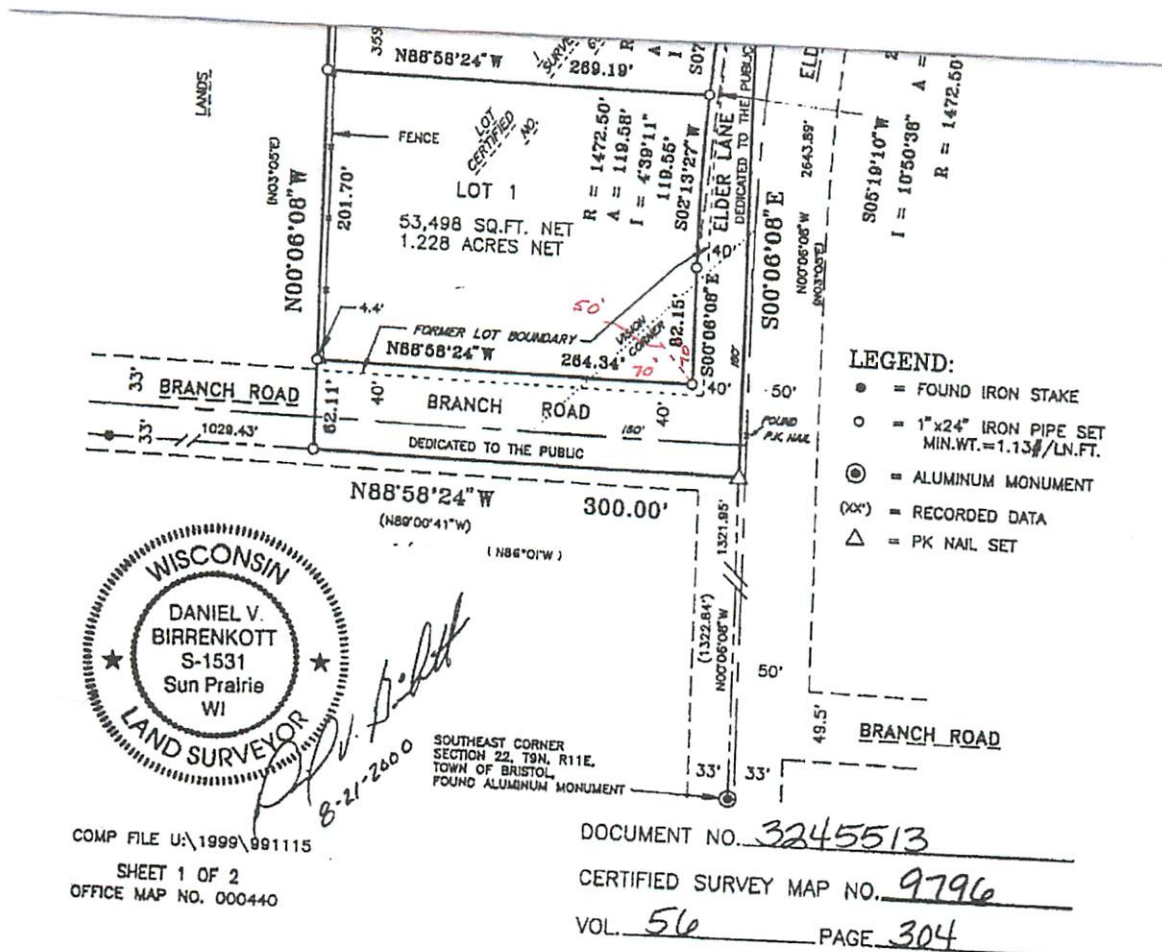 359
N88°58'24"W
269.19'
SURVE
R
A
I
S07
ELD
LANDS
FENCE
LOT
CERTIFIED
NO.
LOT 1
53,498 SQ.FT. NET
1.228 ACRES NET
(N03°05'E)
N00°06'08"W
201.70'
R = 1472.50'
A = 119.58'
I = 4°39'11"
119.55'
S02°13'27"W
ELDER LANE
DEDICATED TO THE PUBLIC
S00°06'08"E
2643.89'
N00°06'08"W
(N03°05'E)
S05°19'10"W
I = 10°50'38"
A =
R = 1472.50'
40'
50'
VISION
CORNER
82.15'
S00°06'08"E
70'
70'
4.4'
FORMER LOT BOUNDARY
N88°58'24"W
264.34'
33'
BRANCH ROAD
62.11'
40'
BRANCH ROAD
40'
40'
50'
150'
150'
FOUND
P.K. NAIL
33'
1029.43'
DEDICATED TO THE PUBLIC
N88°58'24"W
300.00'
(N89°00'41"W)
(N86°01'W)
LEGEND:
● = FOUND IRON STAKE
○ = 1"x24" IRON PIPE SET
MIN.WT.=1.13#/LN.FT.
= ALUMINUM MONUMENT
(XX') = RECORDED DATA
△ = PK NAIL SET
1321.95'
(1322.84')
N00°06'08"W
50'
49.5'
BRANCH ROAD
33'
33'
WISCONSIN
DANIEL V.
BIRRENKOTT
S-1531
Sun Prairie
WI
LAND SURVEYOR
8-21-2000
SOUTHEAST CORNER
SECTION 22, T9N, R11E,
TOWN OF BRISTOL,
FOUND ALUMINUM MONUMENT
COMP FILE U:\1999\991115
SHEET 1 OF 2
OFFICE MAP NO. 000440
DOCUMENT NO. 3245513
CERTIFIED SURVEY MAP NO. 9796
VOL. 56 PAGE 304